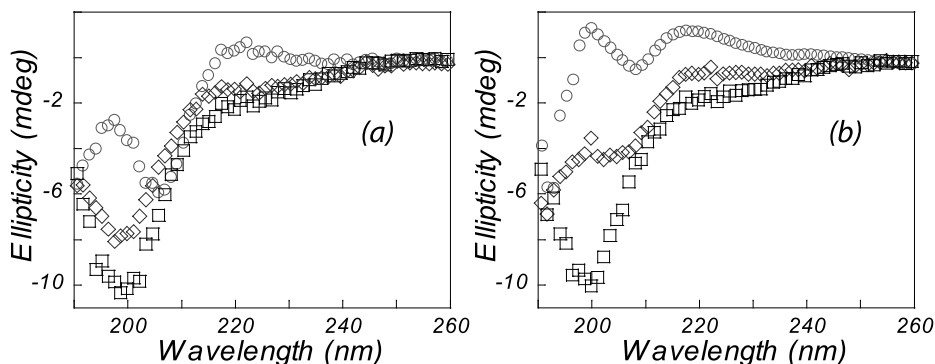 -2
-6
-10
200 220 240 260
Ellipticity (mdeg)
Wavelength (nm)
(a)
-2
-6
-10
200 220 240 260
Ellipticity (mdeg)
Wavelength (nm)
(b)